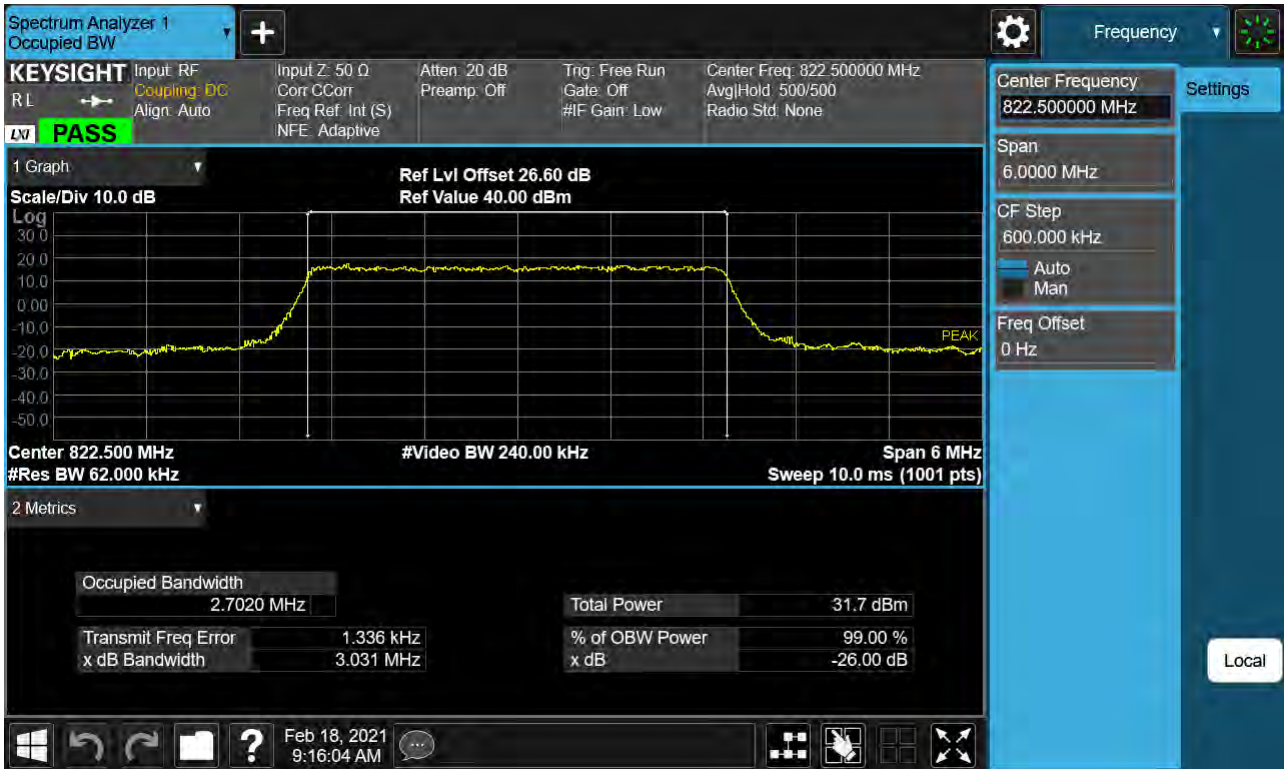 Spectrum Analyzer 1
Occupied BW
+
Frequency
KEYSIGHT
R L
LXI
PASS
Input: RF
Coupling: DC
Align: Auto
Input Z: 50 Ω
Corr CCorr
Freq Ref: Int (S)
NFE: Adaptive
Atten: 20 dB
Preamp: Off
Trig: Free Run
Gate: Off
#IF Gain: Low
Center Freq: 822.500000 MHz
Avg|Hold: 500/500
Radio Std: None
Center Frequency
822.500000 MHz
Settings
Span
6.0000 MHz
CF Step
600.000 kHz
Auto
Man
Freq Offset
0 Hz
Local
1 Graph
Scale/Div 10.0 dB
Ref Lvl Offset 26.60 dB
Ref Value 40.00 dBm
Log
30.0
20.0
10.0
0.00
-10.0
-20.0
-30.0
-40.0
-50.0
PEAK
Center 822.500 MHz
#Video BW 240.00 kHz
Span 6 MHz
#Res BW 62.000 kHz
Sweep 10.0 ms (1001 pts)
2 Metrics
Occupied Bandwidth
2.7020 MHz
Total Power 31.7 dBm
Transmit Freq Error 1.336 kHz
% of OBW Power 99.00 %
x dB Bandwidth 3.031 MHz
x dB -26.00 dB
?
Feb 18, 2021
9:16:04 AM